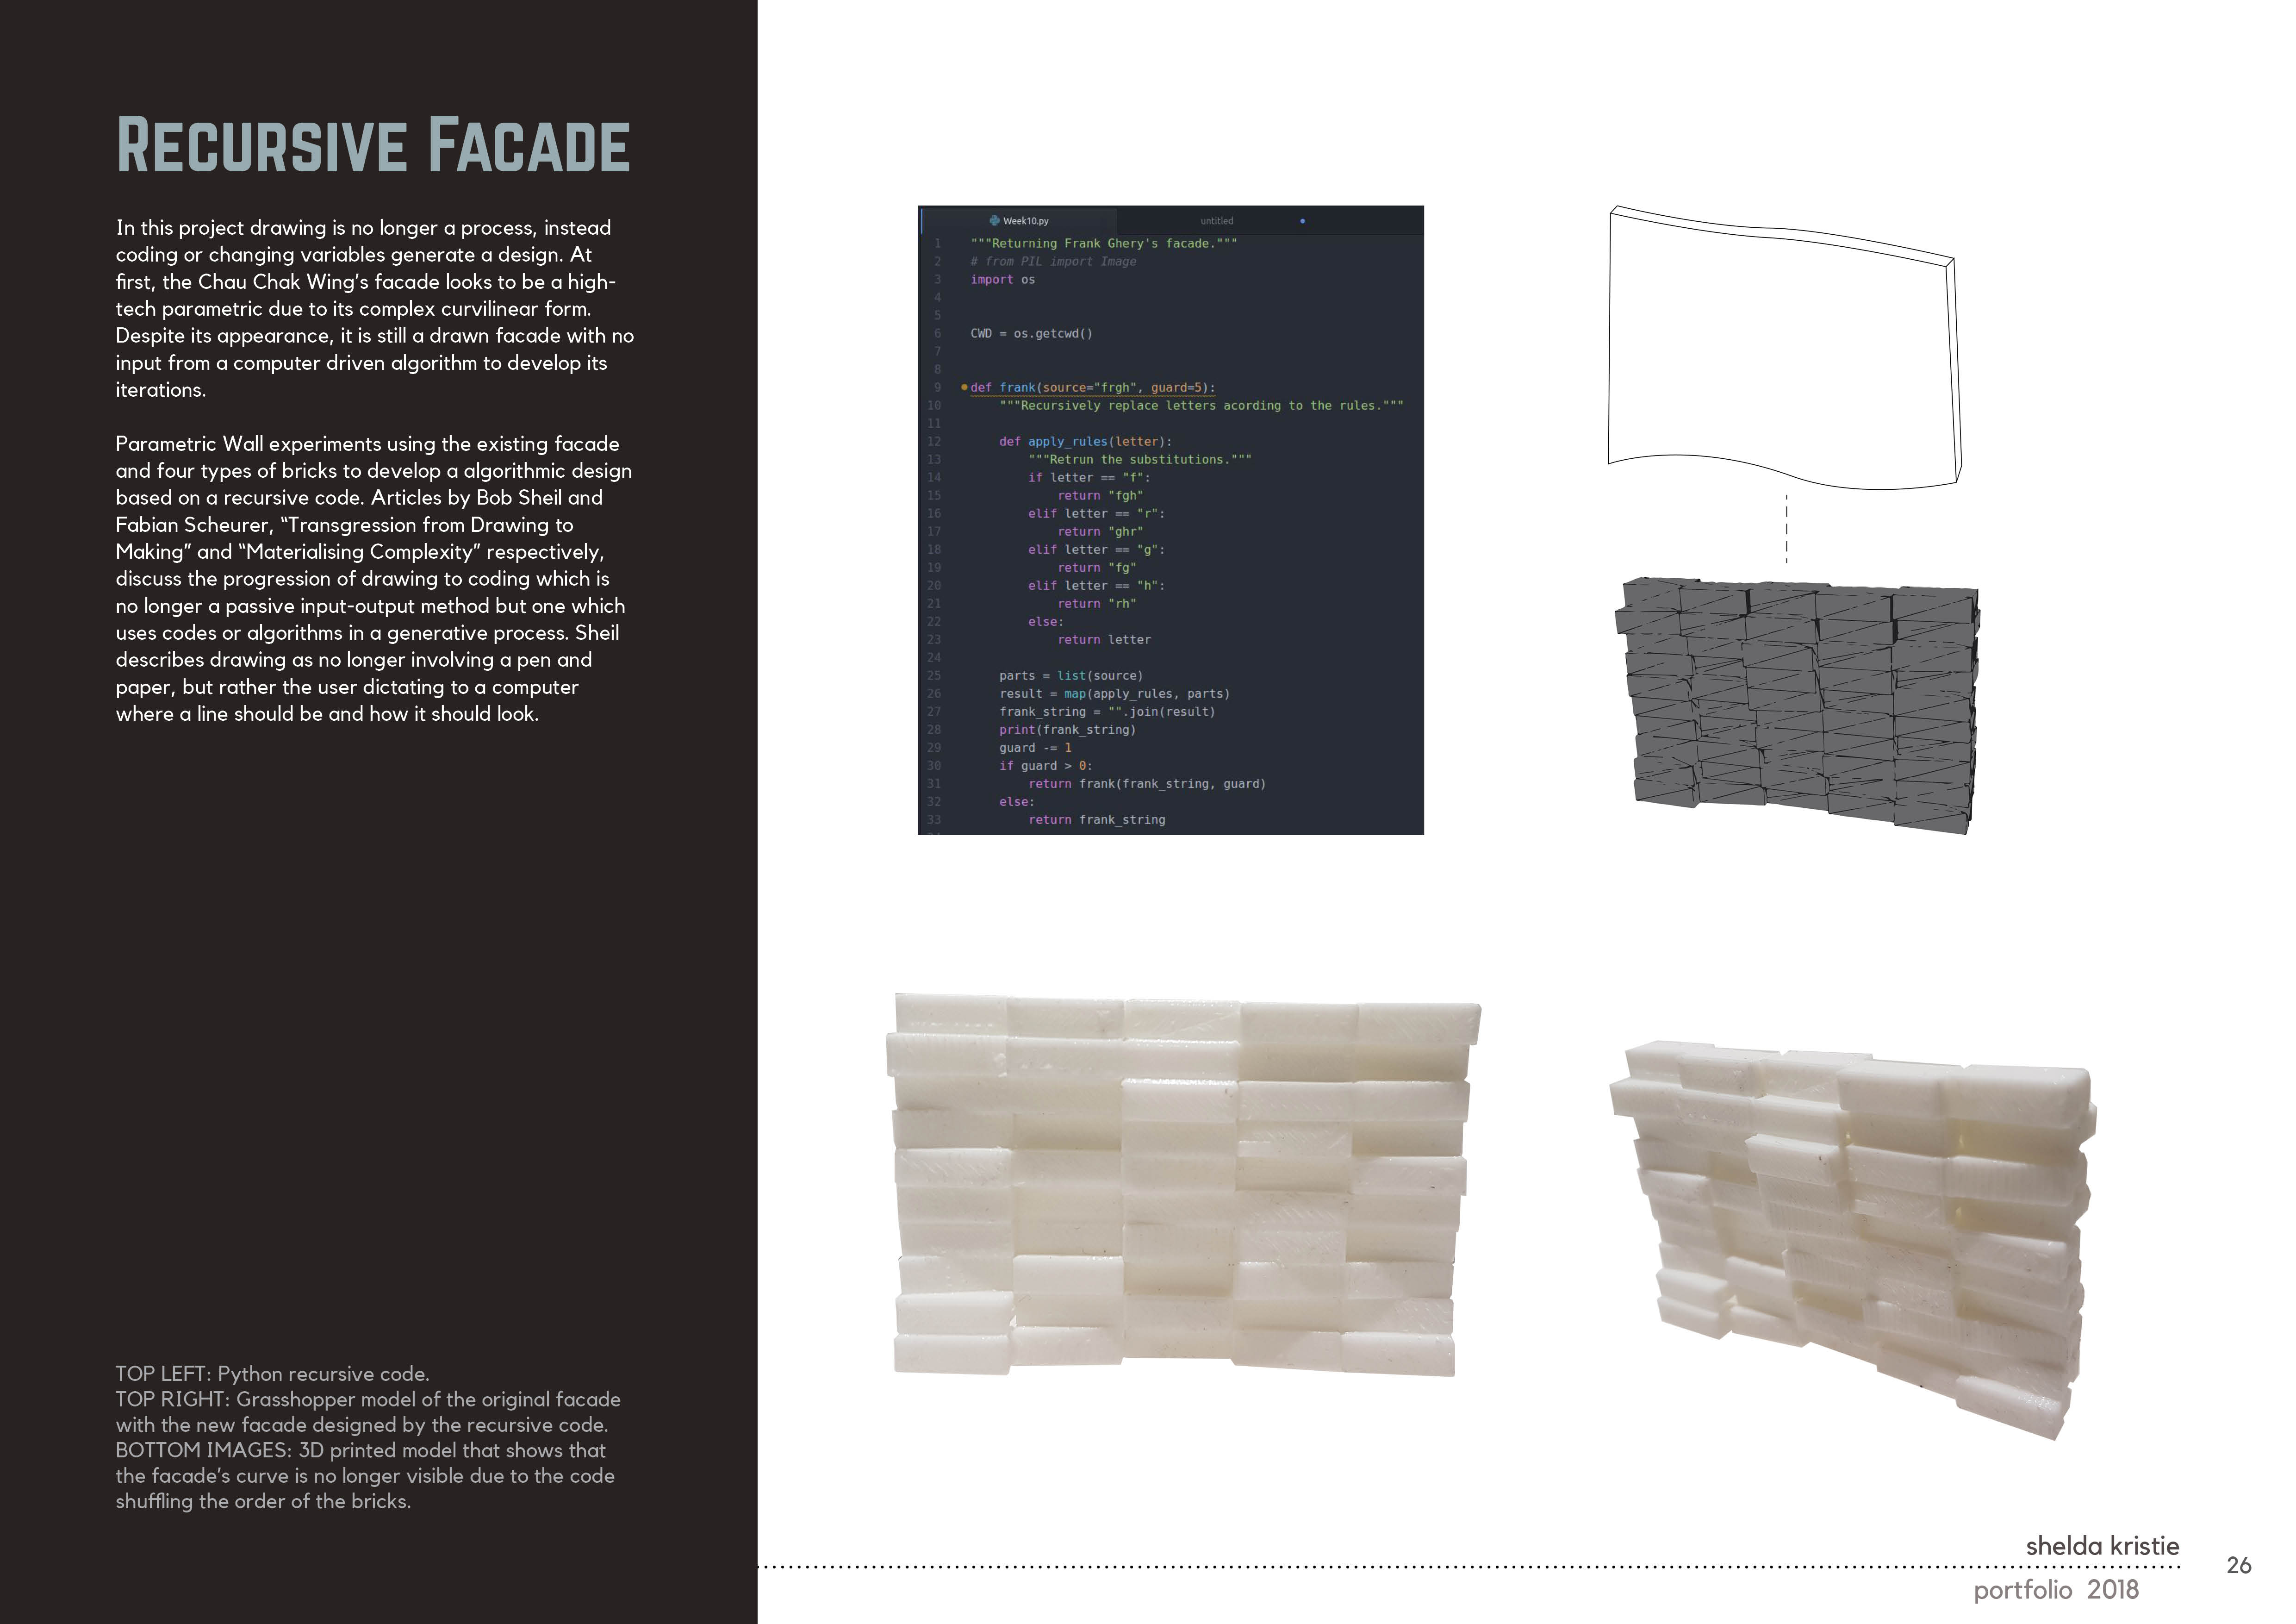 RECURSIVE FACADE
In this project drawing is no longer a process, instead
coding or changing variables generate a design. At
first, the Chau Chak Wing's facade looks to be a high-
tech parametric due to its complex curvilinear form.
Despite its appearance, it is still a drawn facade with no
input from a computer driven algorithm to develop its
iterations.
Parametric Wall experiments using the existing facade
and four types of bricks to develop a algorithmic design
based on a recursive code. Articles by Bob Sheil and
Fabian Scheurer, “Transgression from Drawing to
Making” and “Materialising Complexity” respectively,
discuss the progression of drawing to coding which is
no longer a passive input-output method but one which
uses codes or algorithms in a generative process. Sheil
describes drawing as no longer involving a pen and
paper, but rather the user dictating to a computer
where a line should be and how it should look.
TOP LEFT: Python recursive code.
TOP RIGHT: Grasshopper model of the original facade
with the new facade designed by the recursive code.
BOTTOM IMAGES: 3D printed model that shows that
the facade's curve is no longer visible due to the code
shuffling the order of the bricks.
Week10.py untitled
1 """Returning Frank Ghery's facade."""
2 # from PIL import Image
3 import os
4
5
6 CWD = os.getcwd()
7
8
9 def frank(source="frgh", guard=5):
10 """Recursively replace letters acording to the rules."""
11
12 def apply_rules(letter):
13 """Retrun the substitutions."""
14 if letter == "f":
15 return "fgh"
16 elif letter == "r":
17 return "ghr"
18 elif letter == "g":
19 return "fg"
20 elif letter == "h":
21 return "rh"
22 else:
23 return letter
24
25 parts = list(source)
26 result = map(apply_rules, parts)
27 frank_string = "".join(result)
28 print(frank_string)
29 guard -= 1
30 if guard > 0:
31 return frank(frank_string, guard)
32 else:
33 return frank_string
shelda kristie
26
portfolio 2018